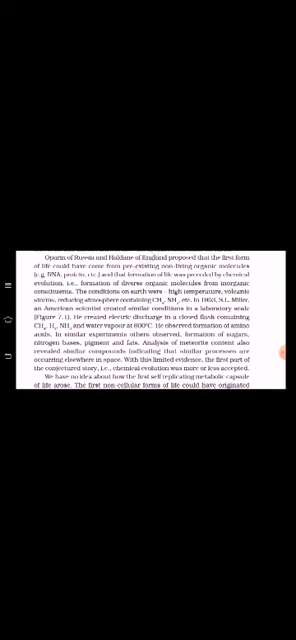 Oparin of Russia and Haldane of England proposed that the first form
of life could have come from pre-existing non-living organic molecules
(e.g. RNA, protein, etc.) and that formation of life was preceded by chemical
evolution, i.e., formation of diverse organic molecules from inorganic
constituents. The conditions on earth were – high temperature, volcanic
storms, reducing atmosphere containing CH₄, NH₃, etc. In 1953, S.L. Miller,
an American scientist created similar conditions in a laboratory scale
(Figure 7.1). He created electric discharge in a closed flask containing
CH₄, H₂, NH₃ and water vapour at 800⁰C. He observed formation of amino
acids. In similar experiments others observed, formation of sugars,
nitrogen bases, pigment and fats. Analysis of meteorite content also
revealed similar compounds indicating that similar processes are
occurring elsewhere in space. With this limited evidence, the first part of
the conjectured story, i.e., chemical evolution was more or less accepted.
We have no idea about how the first self replicating metabolic capsule
of life arose. The first non-cellular forms of life could have originated